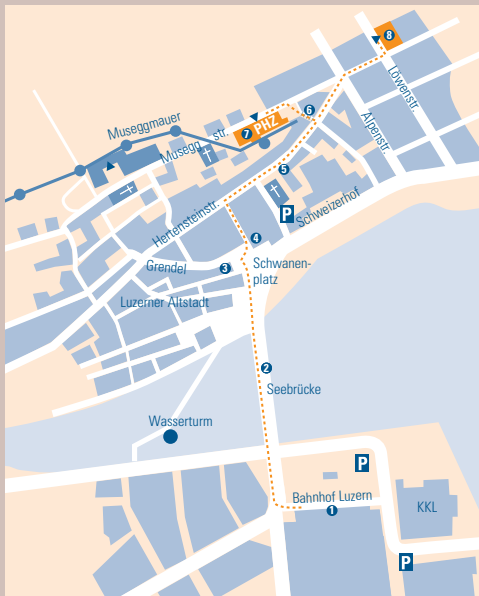 8
Löwenstr.
Alpenstr.
6
Museggmauer
Musegg str.
7 PHZ
5
P
Schweizerhof
Hertensteinstr.
4
Grendel
3
Schwanen-
platz
Luzerner Altstadt
2
Seebrücke
Wasserturm
P
Bahnhof Luzern
1
KKL
P